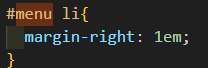 #menu li{
  margin-right: 1em;
}